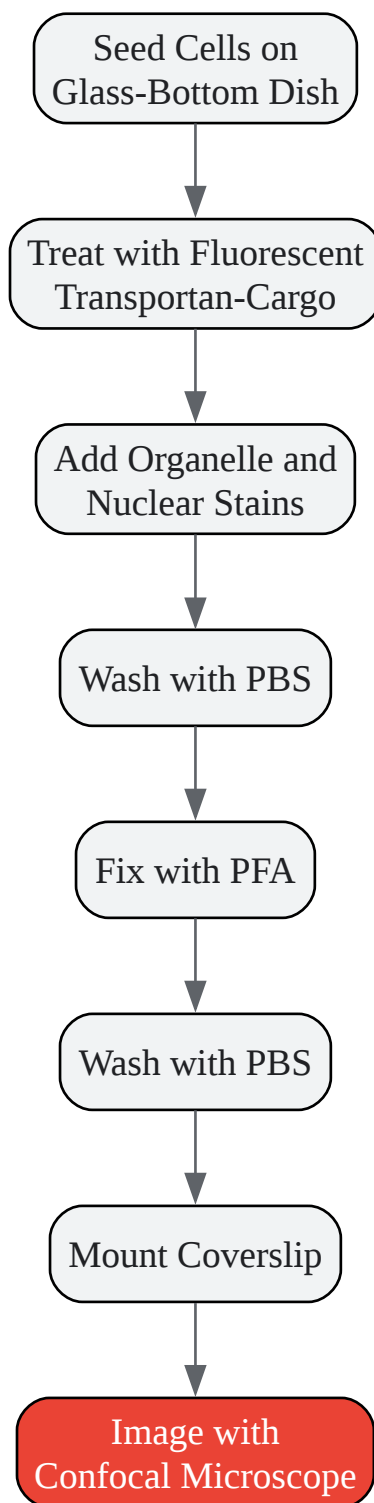 Seed Cells on
Glass-Bottom Dish
Treat with Fluorescent
Transportan-Cargo
Add Organelle and
Nuclear Stains
Wash with PBS
Fix with PFA
Wash with PBS
Mount Coverslip
Image with
Confocal Microscope